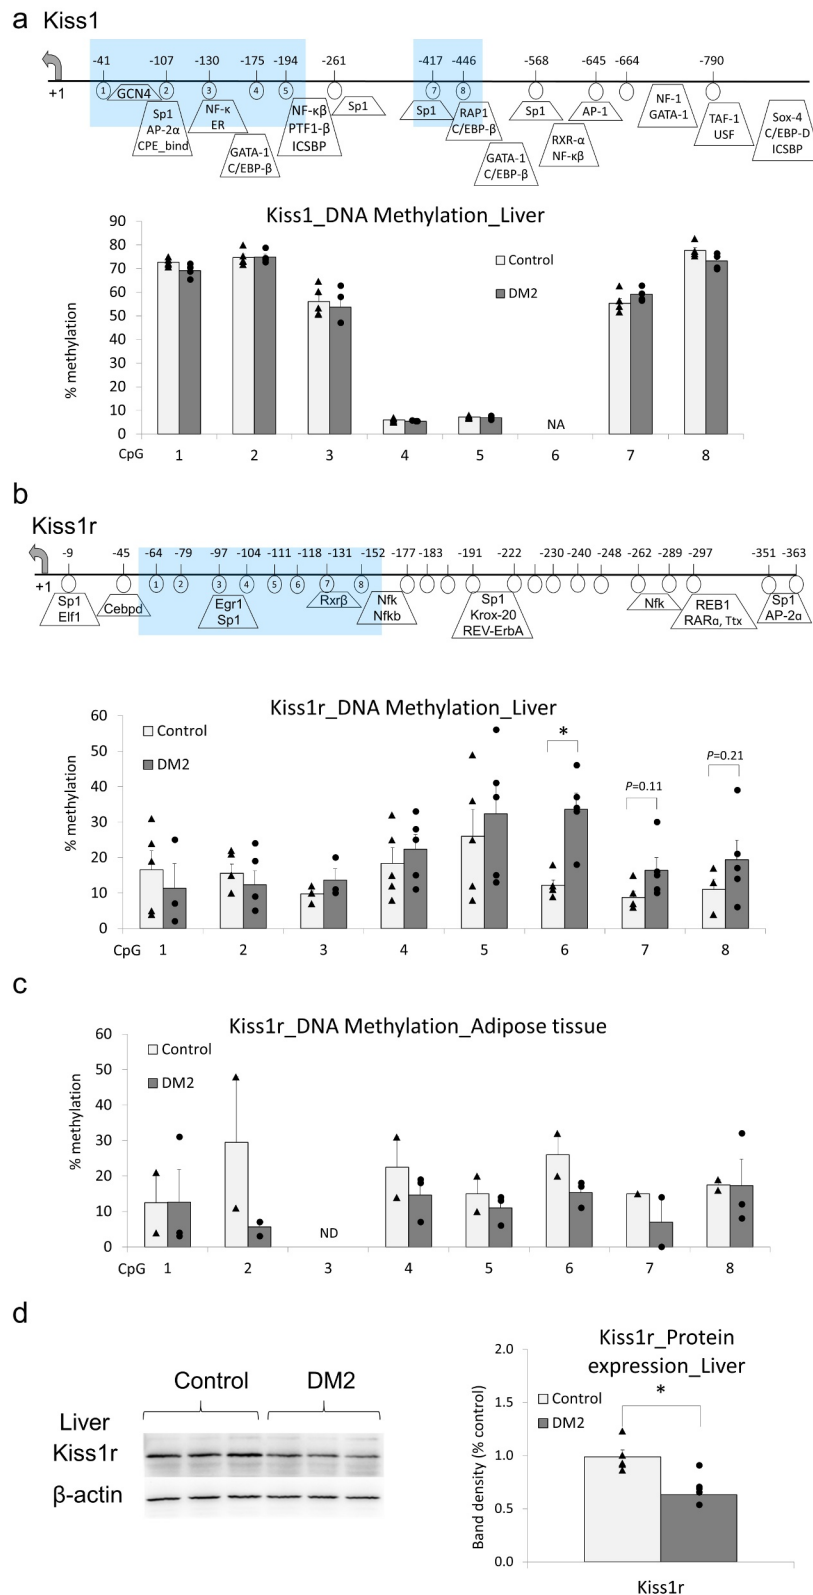 a
Kiss1
-41 -107 -130 -175 -194 -261 -417 -446 -568 -645 -664 -790
+1
1 2 3 4 5 7 8
GCN4
Sp1
AP-2α
CPE_bind
NF-κ
ER
GATA-1
C/EBP-β
NF-κβ
PTF1-β
ICSBP
Sp1
Sp1
RAP1
C/EBP-β
GATA-1
C/EBP-β
Sp1
RXR-α
NF-κβ
AP-1
NF-1
GATA-1
TAF-1
USF
Sox-4
C/EBP-D
ICSBP
Kiss1_DNA Methylation_Liver
% methylation
90
80
70
60
50
40
30
20
10
0
Control
DM2
NA
CpG 1 2 3 4 5 6 7 8
b
Kiss1r
-9 -45 -64 -79 -97 -104 -111 -118 -131 -152 -177 -183 -191 -222 -230 -240 -248 -262 -289 -297 -351 -363
+1
1 2 3 4 5 6 7 8
Sp1
Elf1
Cebpd
Egr1
Sp1
Rxrβ
Nfk
Nfkb
Sp1
Krox-20
REV-ErbA
Nfk
REB1
RARα, Ttx
Sp1
AP-2α
Kiss1r_DNA Methylation_Liver
% methylation
60
50
40
30
20
10
0
Control
DM2
*
P=0.11
P=0.21
CpG 1 2 3 4 5 6 7 8
c
Kiss1r_DNA Methylation_Adipose tissue
% methylation
60
50
40
30
20
10
0
Control
DM2
ND
CpG 1 2 3 4 5 6 7 8
d
Control DM2
Liver
Kiss1r
β-actin
Kiss1r_Protein
expression_Liver
Band density (% control)
2.0
1.5
1.0
0.5
0.0
Control
DM2
*
Kiss1r